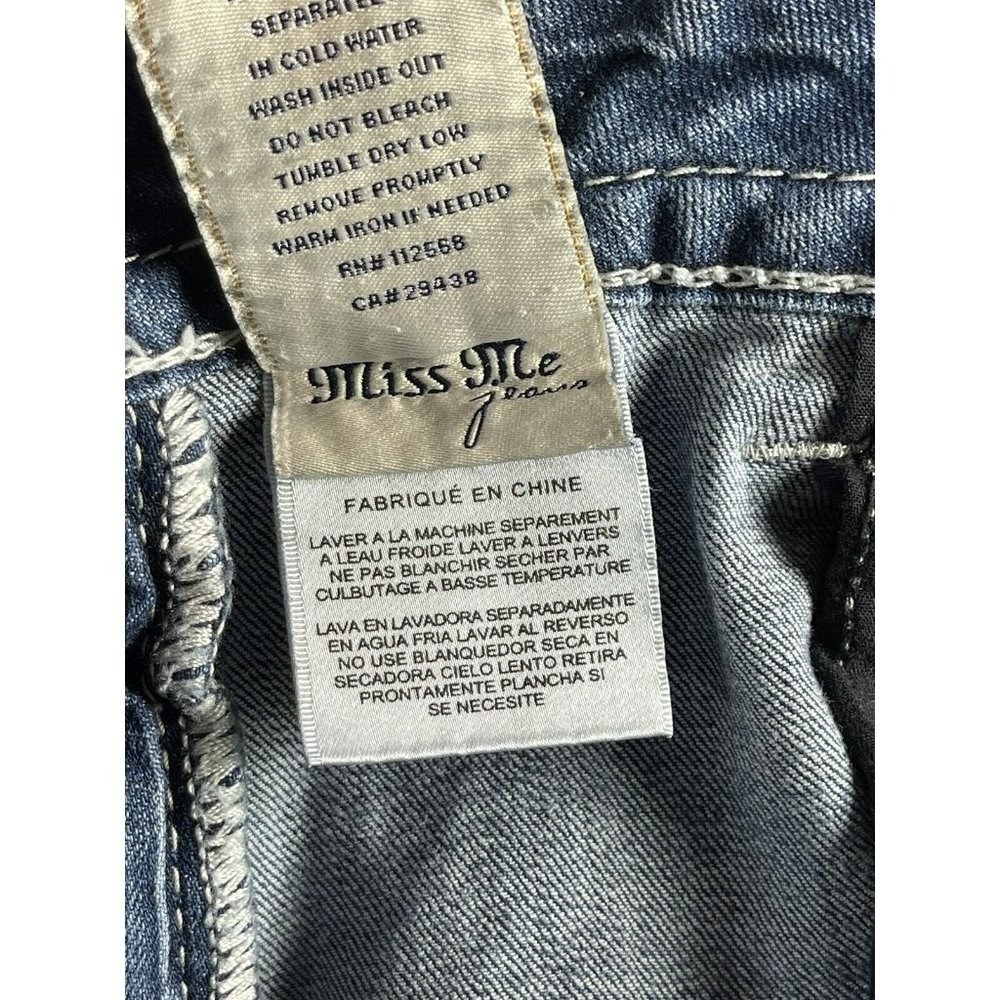 SEPARATEL
IN COLD WATER
WASH INSIDE OUT
DO NOT BLEACH
TUMBLE DRY LOW
REMOVE PROMPTLY
WARM IRON IF NEEDED
RN# 112568
CA# 29438
Miss Me
jeans
FABRIQUÉ EN CHINE
LAVER A LA MACHINE SEPAREMENT
A LEAU FROIDE LAVER A LENVERS
NE PAS BLANCHIR SECHER PAR
CULBUTAGE A BASSE TEMPERATURE
LAVA EN LAVADORA SEPARADAMENTE
EN AGUA FRIA LAVAR AL REVERSO
NO USE BLANQUEDOR SECA EN
SECADORA CIELO LENTO RETIRA
PRONTAMENTE PLANCHA SI
SE NECESITE